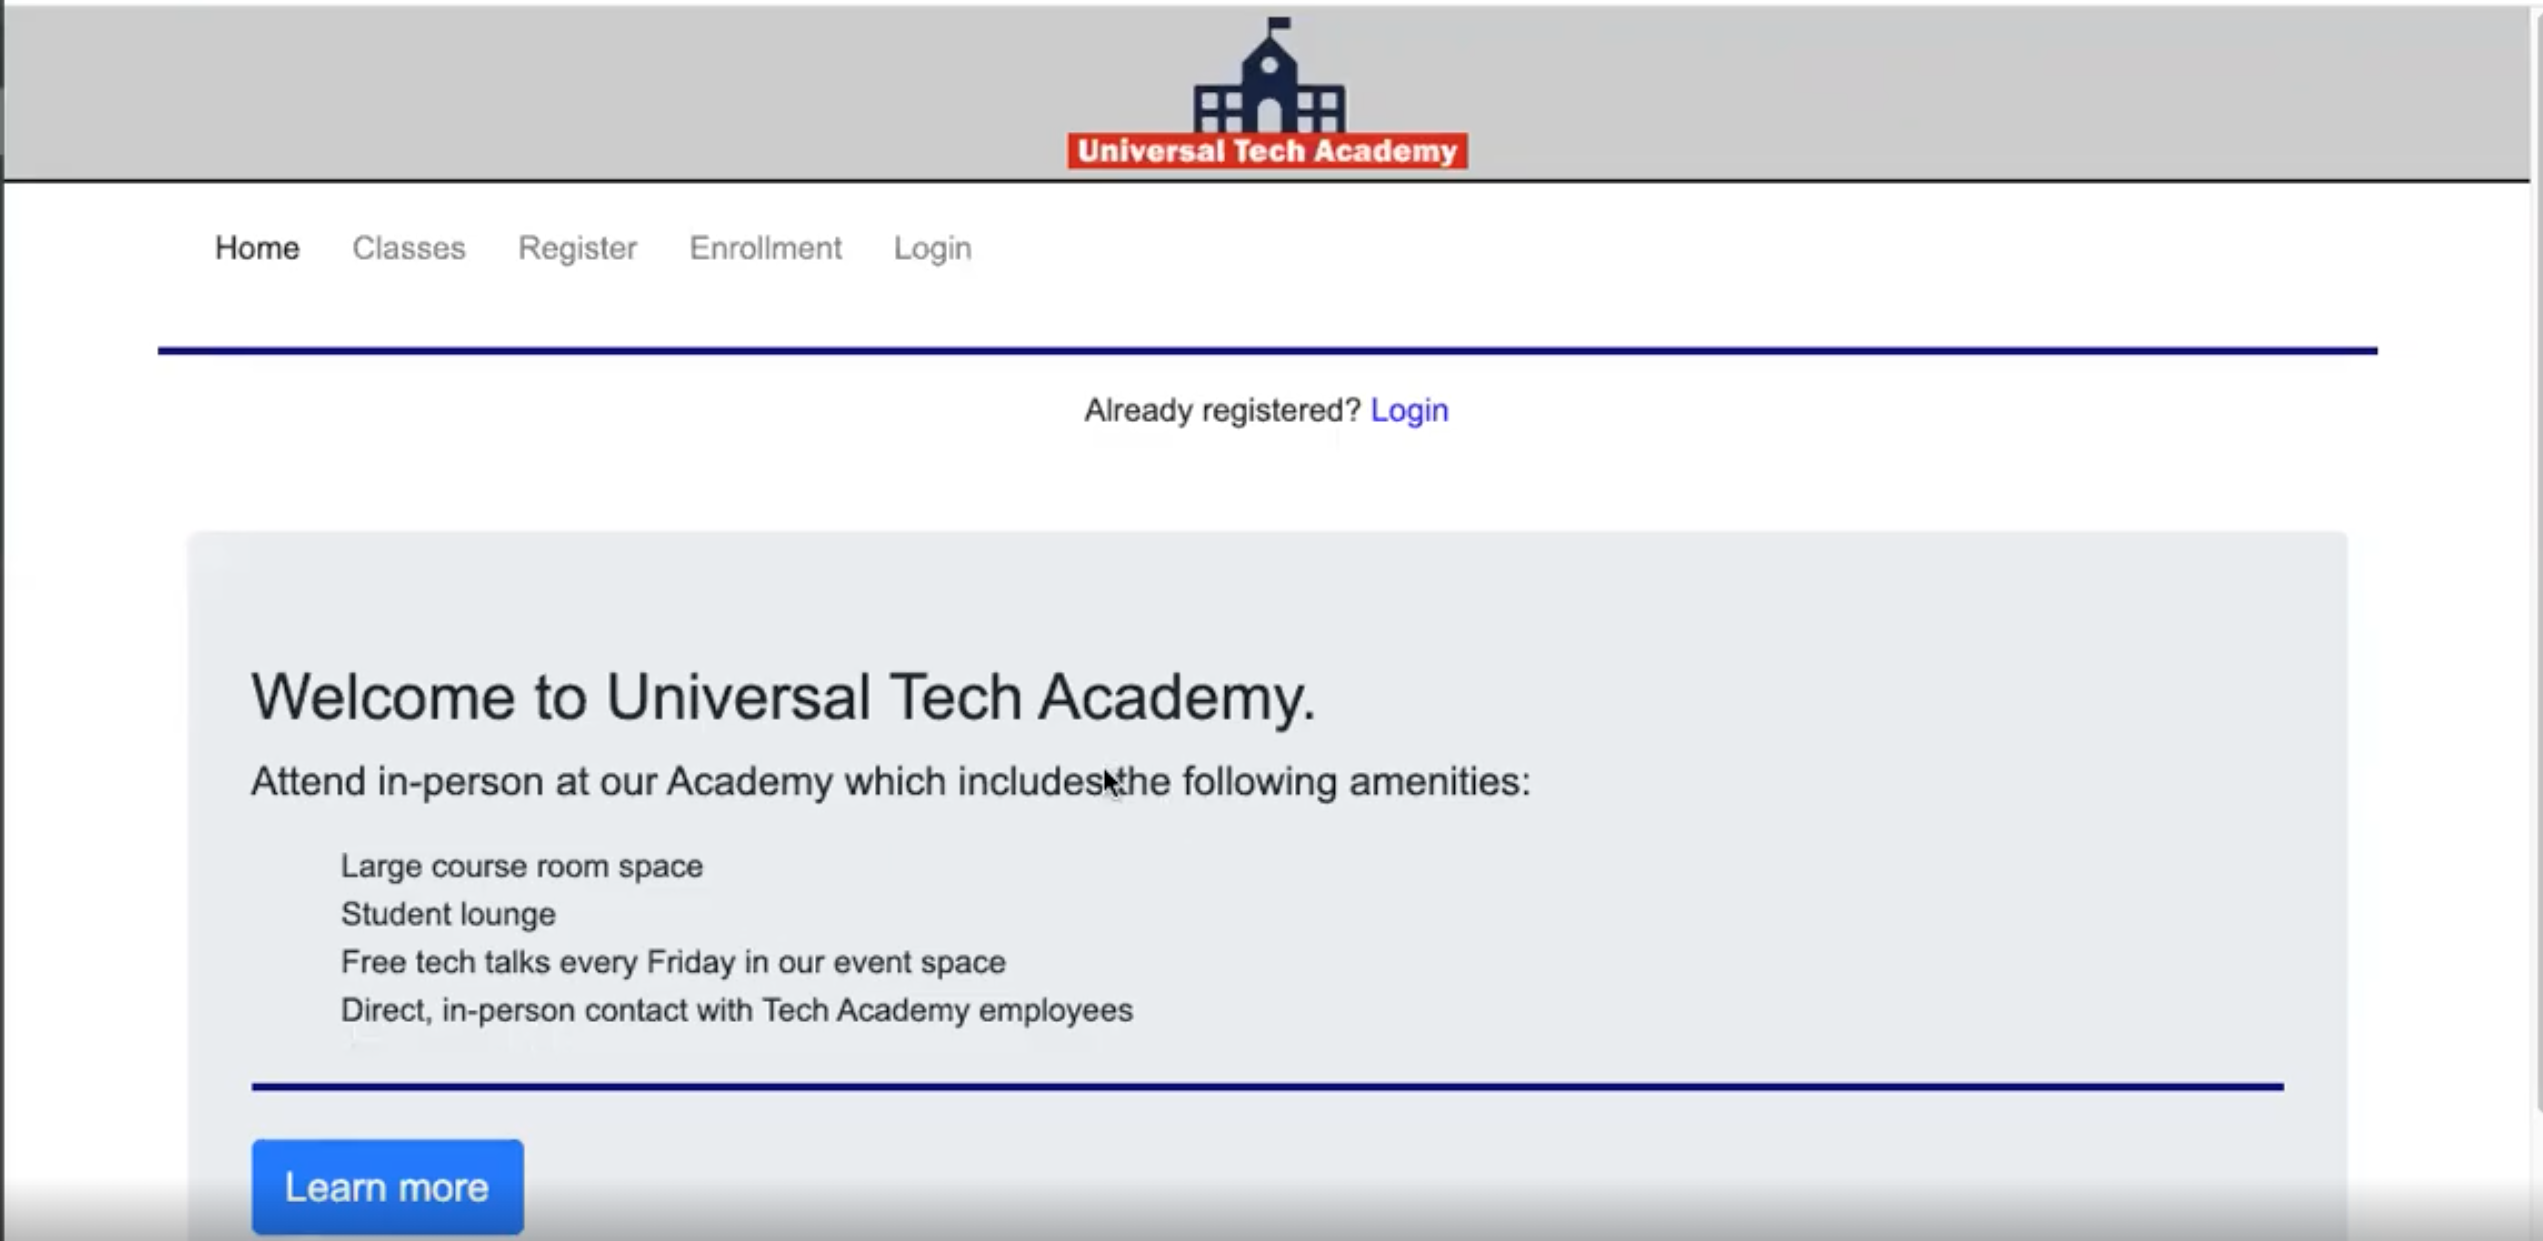 Universal Tech Academy
Home Classes Register Enrollment Login
Already registered? Login
Welcome to Universal Tech Academy.
Attend in-person at our Academy which includes the following amenities:
Large course room space
Student lounge
Free tech talks every Friday in our event space
Direct, in-person contact with Tech Academy employees
Learn more